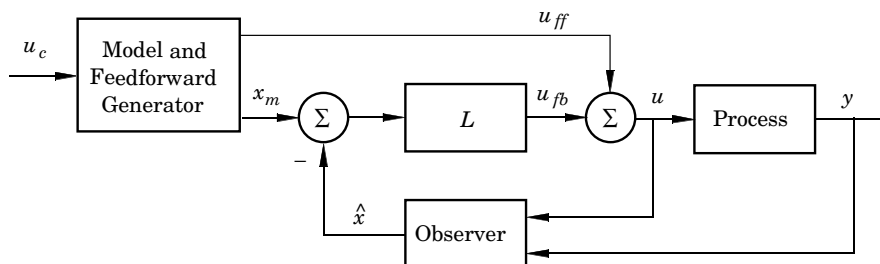 u_c
Model and
Feedforward
Generator
u_ff
x_m
Σ
−
L
u_fb
Σ
u
Process
y
x̂
Observer